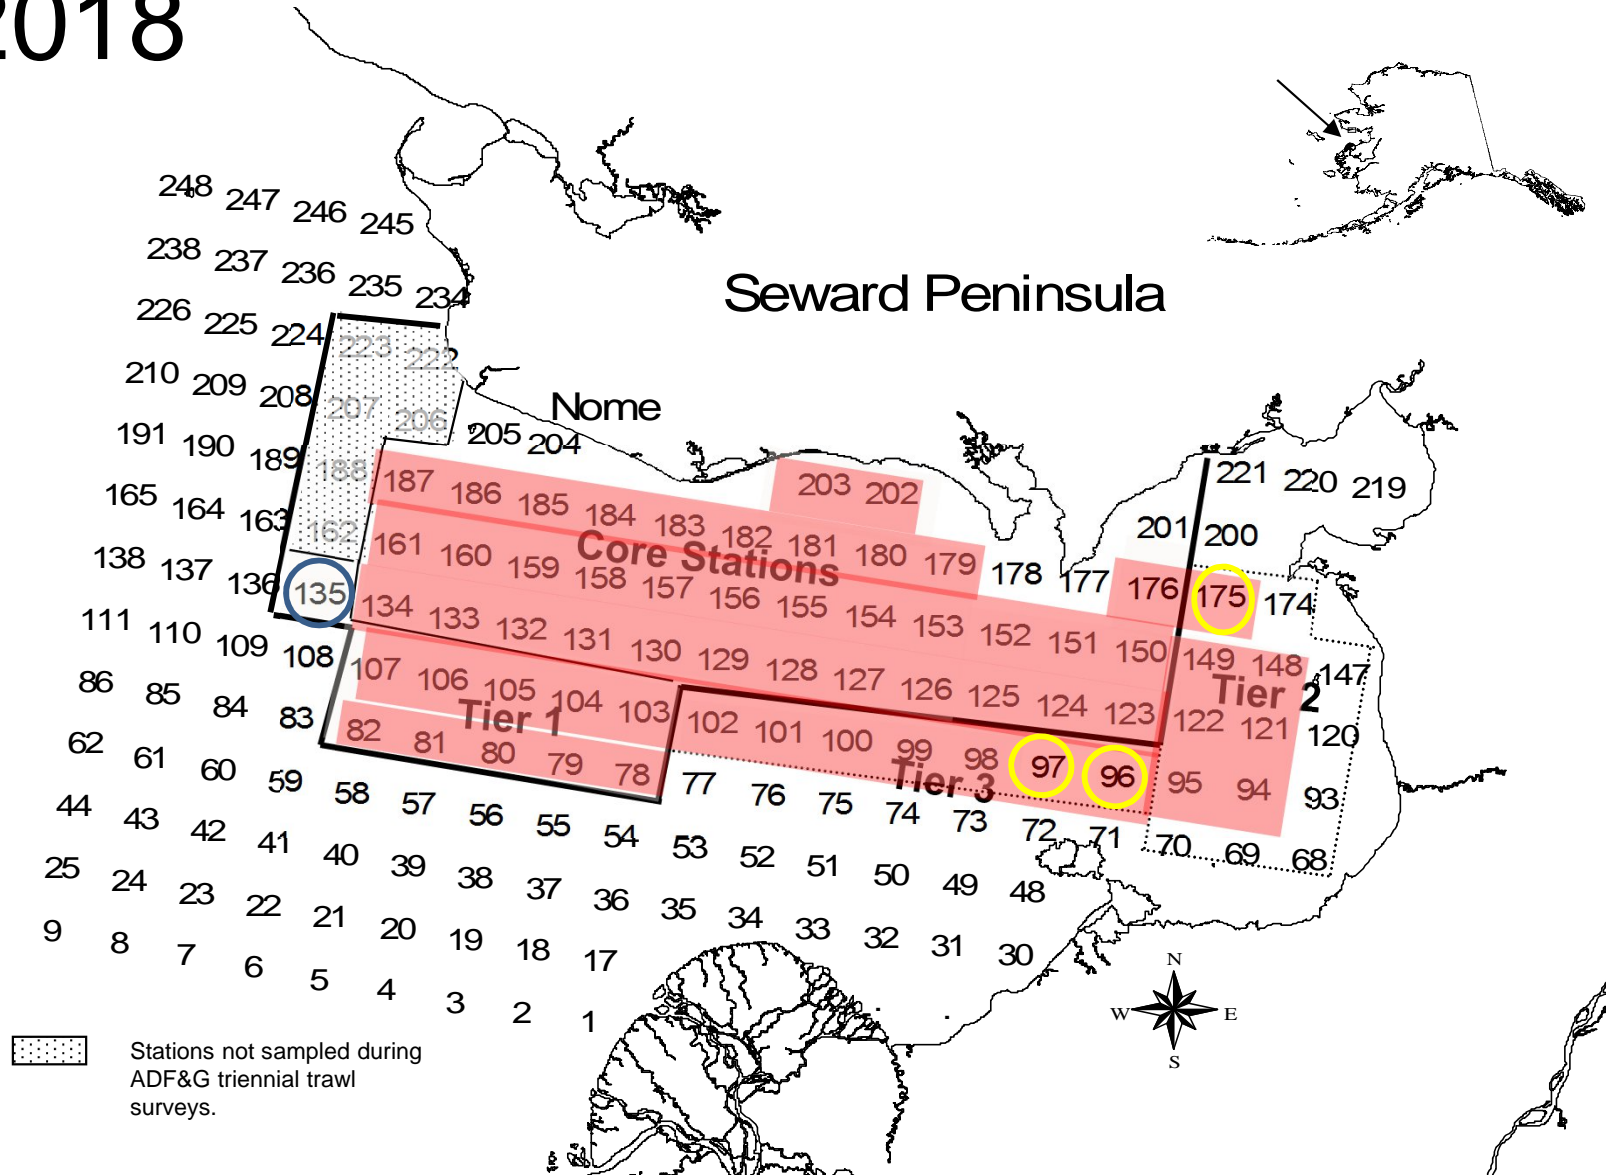 2018
248 247 246 245
238 237 236 235 234
Seward Peninsula
226 225 224 223 222
210 209 208 207 206
Nome
205 204
191 190 189 188
187 186 185 184 183 182 181 180 179 178 177 176 175 174
203 202
221 220 219
201 200
165 164 163 162
161 160 159 158 157 156 155 154 153 152 151 150 149 148 147
Core Stations
138 137 136 135 134 133 132 131 130 129 128 127 126 125 124 123 122 121 120
Tier 2
111 110 109 108 107 106 105 104 103 102 101 100 99 98 97 96 95 94 93
Tier 1
Tier 3
86 85 84 83 82 81 80 79 78 77 76 75 74 73 72 71 70 69 68
62 61 60 59 58 57 56 55 54 53 52 51 50 49 48
44 43 42 41 40 39 38 37 36 35 34 33 32 31 30
25 24 23 22 21 20 19 18 17
9 8 7 6 5 4 3 2 1
N
W E
S
Stations not sampled during
ADF&G triennial trawl
surveys.